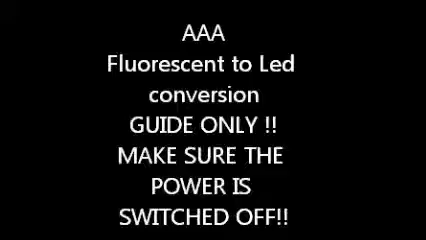 AAA
Fluorescent to Led
conversion
GUIDE ONLY !!
MAKE SURE THE
POWER IS
SWITCHED OFF!!